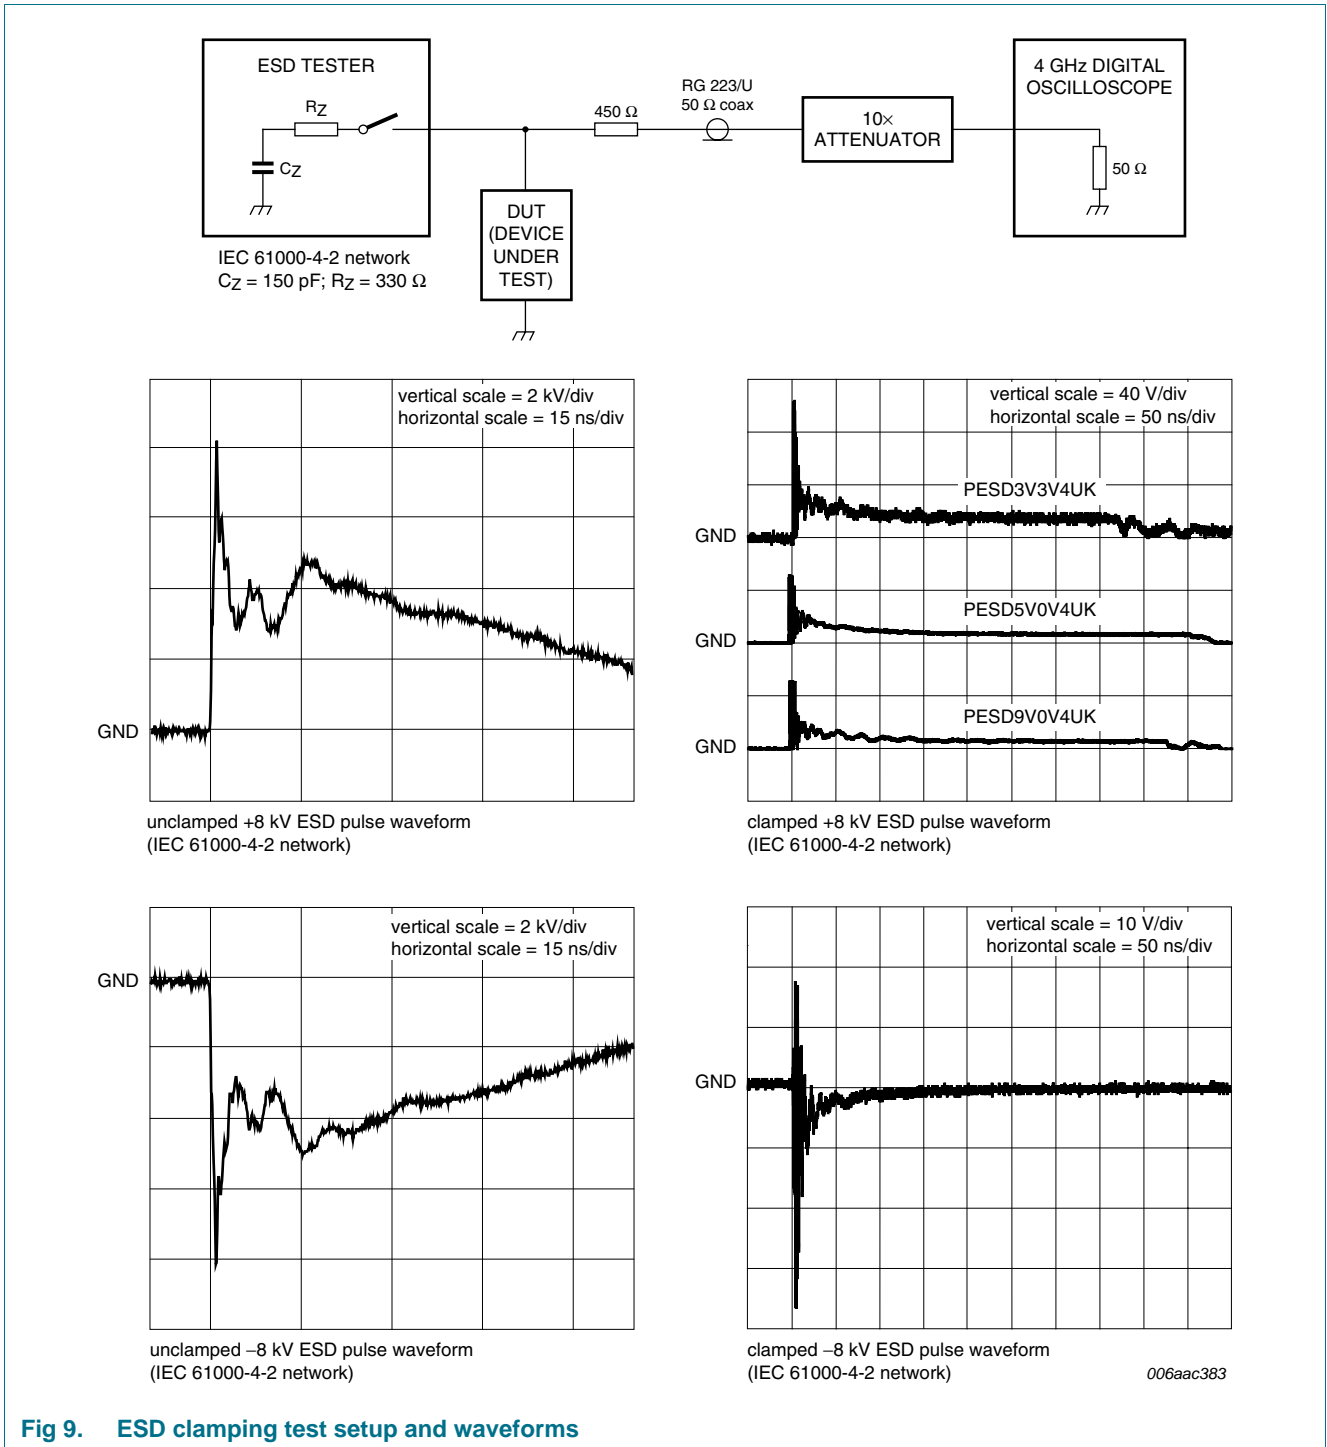 ESD TESTER
RZ
CZ
IEC 61000-4-2 network
CZ = 150 pF; RZ = 330 Ω
DUT
(DEVICE
UNDER
TEST)
450 Ω
RG 223/U
50 Ω coax
10×
ATTENUATOR
4 GHz DIGITAL
OSCILLOSCOPE
50 Ω
vertical scale = 2 kV/div
horizontal scale = 15 ns/div
GND
unclamped +8 kV ESD pulse waveform
(IEC 61000-4-2 network)
vertical scale = 40 V/div
horizontal scale = 50 ns/div
PESD3V3V4UK
GND
PESD5V0V4UK
GND
PESD9V0V4UK
GND
clamped +8 kV ESD pulse waveform
(IEC 61000-4-2 network)
vertical scale = 2 kV/div
horizontal scale = 15 ns/div
GND
unclamped −8 kV ESD pulse waveform
(IEC 61000-4-2 network)
vertical scale = 10 V/div
horizontal scale = 50 ns/div
GND
clamped −8 kV ESD pulse waveform
(IEC 61000-4-2 network)
006aac383
Fig 9. ESD clamping test setup and waveforms